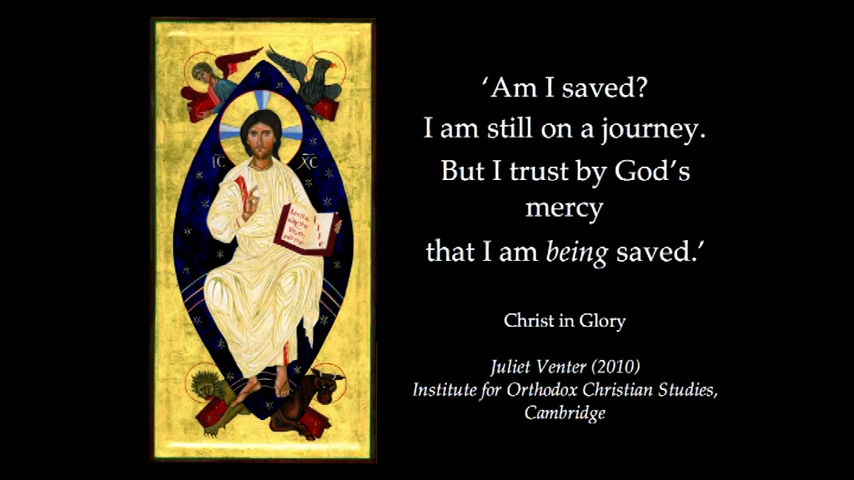 IC XC
‘Am I saved?
I am still on a journey.
But I trust by God’s
mercy
that I am being saved.’
Christ in Glory
Juliet Venter (2010)
Institute for Orthodox Christian Studies,
Cambridge